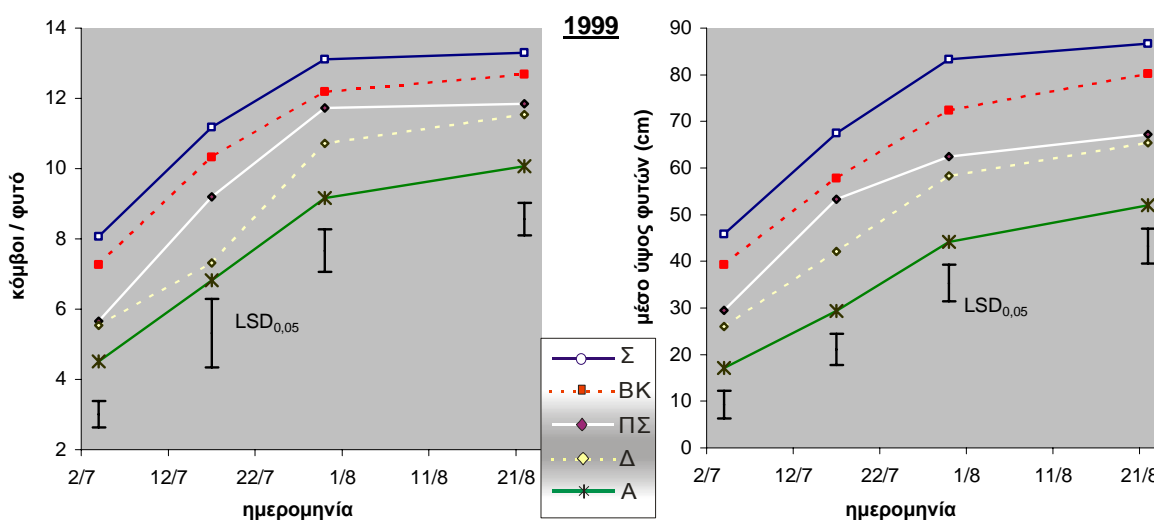 1999
κόμβοι / φυτό
14
12
10
8
6
4
2
LSD0,05
2/7 12/7 22/7 1/8 11/8 21/8
ημερομηνία
Σ
ΒΚ
ΠΣ
Δ
Α
μέσο ύψος φυτών (cm)
90
80
70
60
50
40
30
20
10
0
LSD0,05
2/7 12/7 22/7 1/8 11/8 21/8
ημερομηνία